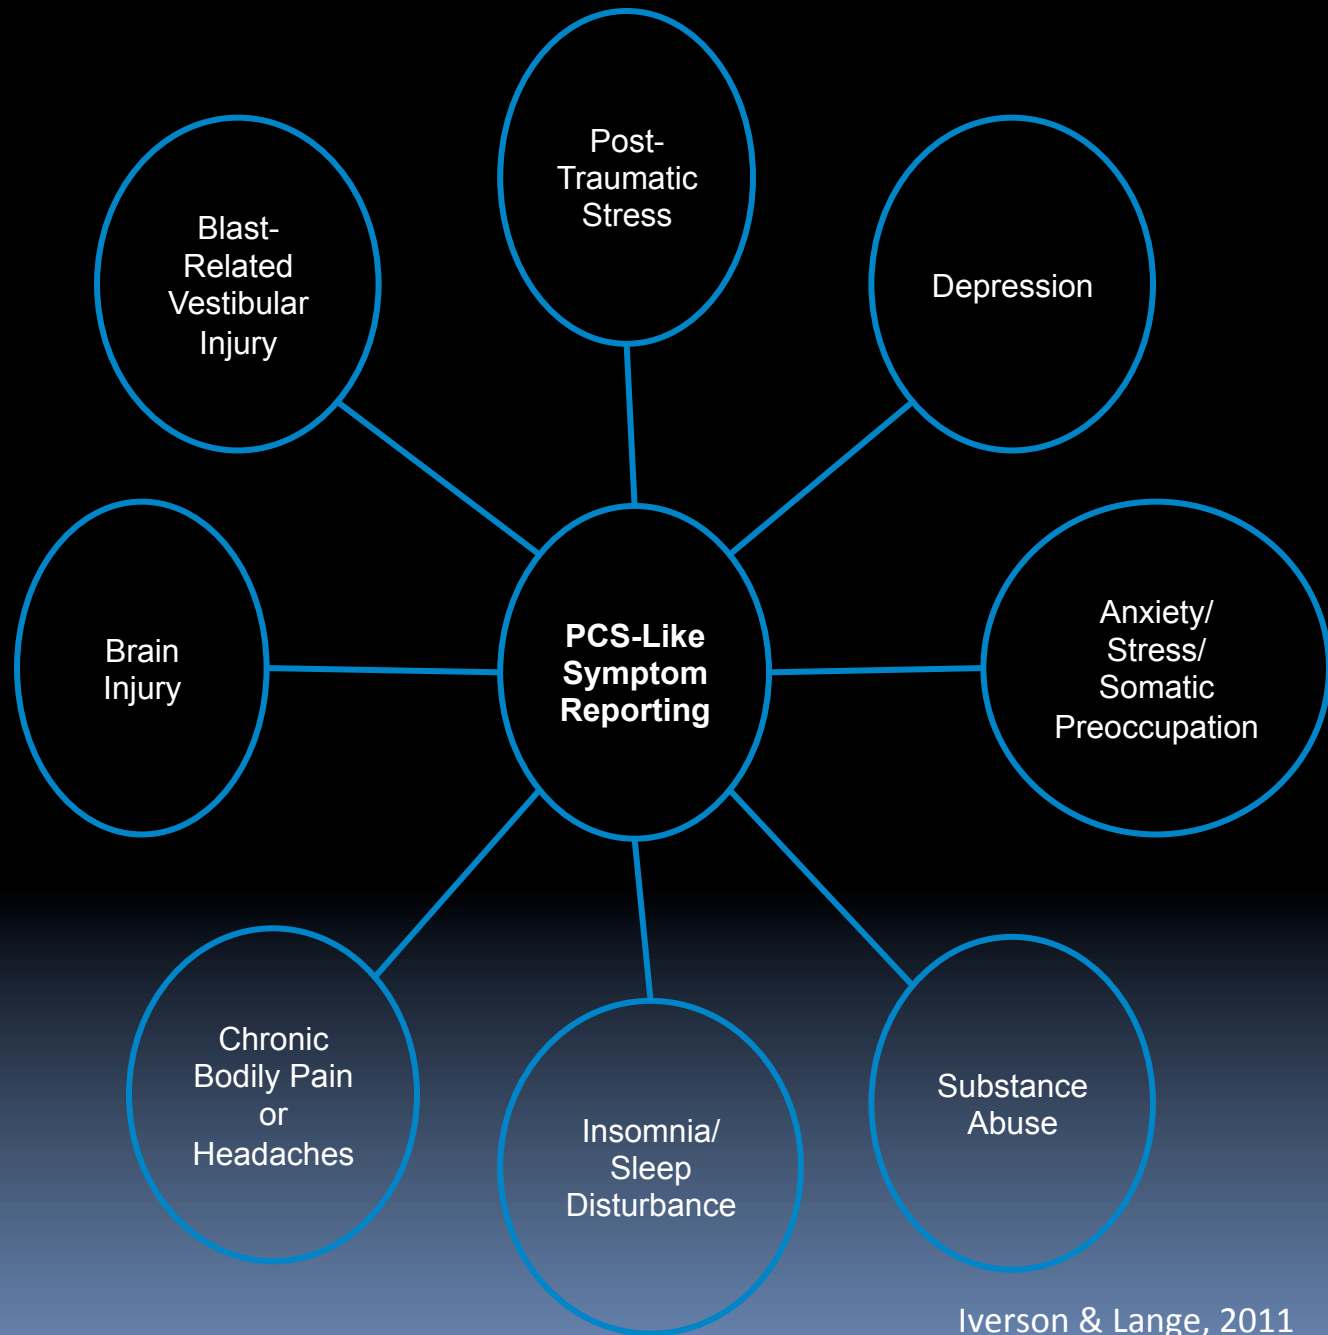 Post-
Traumatic
Stress
Blast-
Related
Vestibular
Injury
Depression
Brain
Injury
PCS-Like
Symptom
Reporting
Anxiety/
Stress/
Somatic
Preoccupation
Chronic
Bodily Pain
or
Headaches
Insomnia/
Sleep
Disturbance
Substance
Abuse
Iverson & Lange, 2011